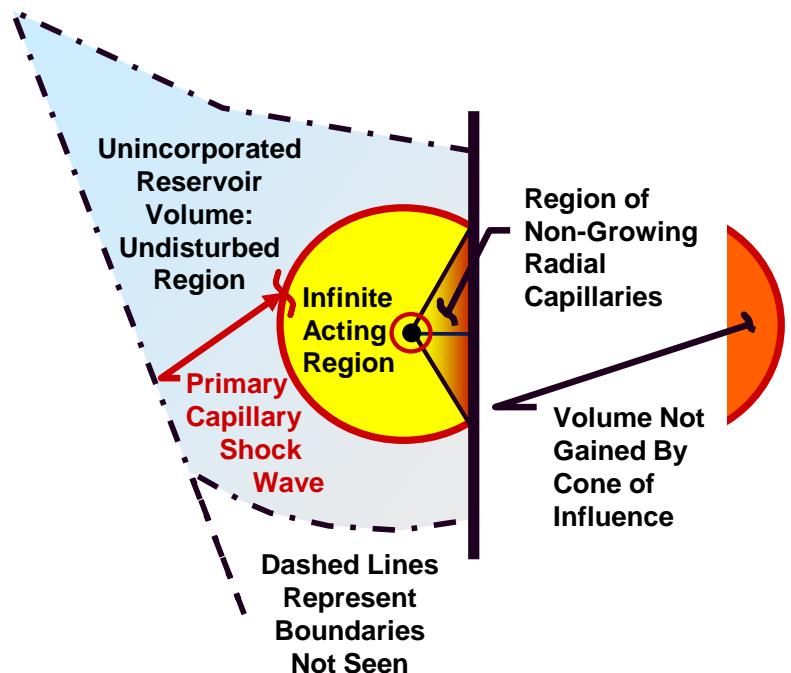 Unincorporated
Reservoir
Volume:
Undisturbed
Region
Infinite
Acting
Region
Primary
Capillary
Shock
Wave
Region of
Non-Growing
Radial
Capillaries
Volume Not
Gained By
Cone of
Influence
Dashed Lines
Represent
Boundaries
Not Seen